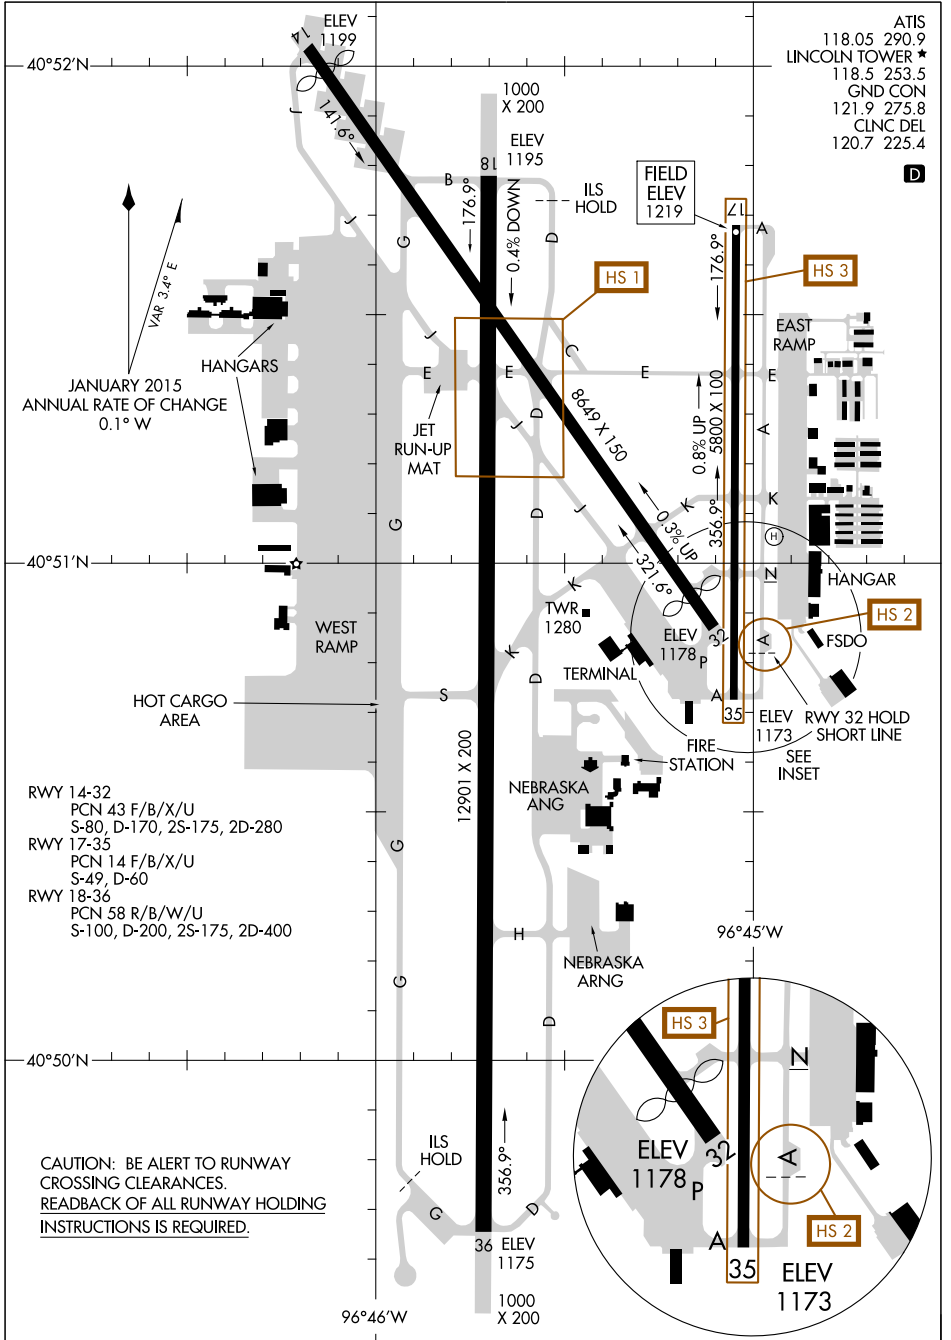 ATIS
118.05 290.9
LINCOLN TOWER ★
118.5 253.5
GND CON
121.9 275.8
CLNC DEL
120.7 225.4
D
ELEV
1199
14
40°52'N
J
141.6°
1000
X 200
ELEV
1195
18
B
176.9°
0.4% DOWN
ILS
HOLD
D
G
J
FIELD
ELEV
1219
17
A
176.9°
HS 1
HS 3
VAR 3.4° E
JANUARY 2015
ANNUAL RATE OF CHANGE
0.1° W
HANGARS
EAST
RAMP
J
C
E
E
E
E
JET
RUN-UP
MAT
D
J
8649 X 150
0.8% UP
5800 X 100
A
356.9°
G
D
J
K
K
0.3% UP
321.6°
H
40°51'N
N
HANGAR
HS 2
WEST
RAMP
K
TWR
1280
ELEV
1178
P
32
A
FSDO
TERMINAL
K
D
S
A
35
ELEV
1173
RWY 32 HOLD
SHORT LINE
HOT CARGO
AREA
FIRE
STATION
SEE
INSET
12901 X 200
NEBRASKA
ANG
RWY 14-32
PCN 43 F/B/X/U
S-80, D-170, 2S-175, 2D-280
RWY 17-35
PCN 14 F/B/X/U
S-49, D-60
RWY 18-36
PCN 58 R/B/W/U
S-100, D-200, 2S-175, 2D-400
G
H
96°45'W
NEBRASKA
ARNG
G
D
40°50'N
HS 3
N
ELEV
1178
P
32
A
HS 2
A
35
ELEV
1173
CAUTION: BE ALERT TO RUNWAY
CROSSING CLEARANCES.
READBACK OF ALL RUNWAY HOLDING
INSTRUCTIONS IS REQUIRED.
ILS
HOLD
356.9°
G
D
36
ELEV
1175
96°46'W
1000
X 200